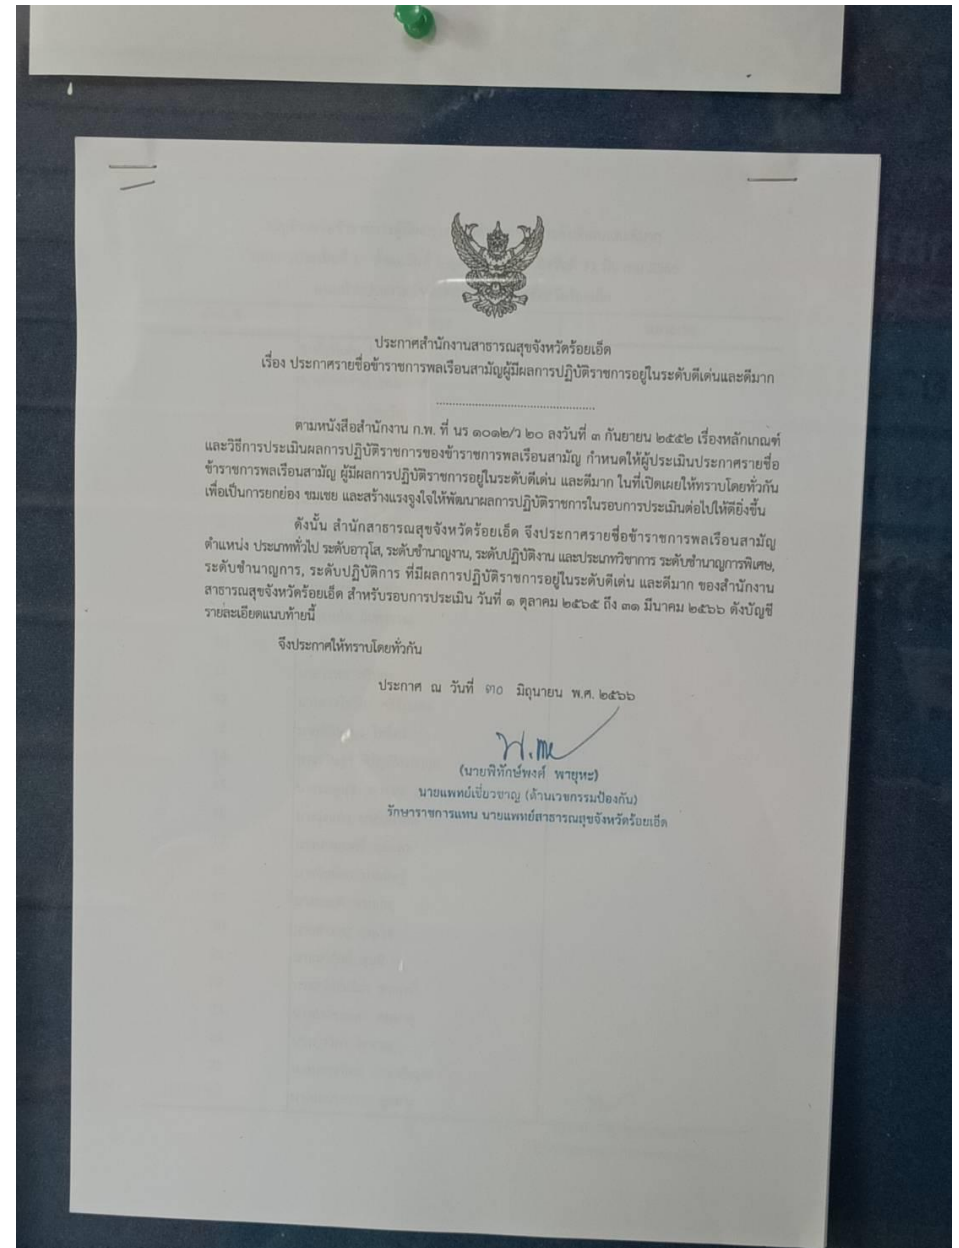 ประกาศสำนักงานสาธารณสุขจังหวัดร้อยเอ็ด
เรื่อง ประกาศรายชื่อข้าราชการพลเรือนสามัญผู้มีผลการปฏิบัติราชการอยู่ในระดับดีเด่นและดีมาก
ตามหนังสือสำนักงาน ก.พ. ที่ นร ๑๐๑๒/ว ๒๐ ลงวันที่ ๓ กันยายน ๒๕๕๒ เรื่องหลักเกณฑ์
และวิธีการประเมินผลการปฏิบัติราชการของข้าราชการพลเรือนสามัญ กำหนดให้ผู้ประเมินประกาศรายชื่อ
ข้าราชการพลเรือนสามัญ ผู้มีผลการปฏิบัติราชการอยู่ในระดับดีเด่น และดีมาก ในที่เปิดเผยให้ทราบโดยทั่วกัน
เพื่อเป็นการยกย่อง ชมเชย และสร้างแรงจูงใจให้พัฒนาผลการปฏิบัติราชการในรอบการประเมินต่อไปให้ดียิ่งขึ้น
ดังนั้น สำนักสาธารณสุขจังหวัดร้อยเอ็ด จึงประกาศรายชื่อข้าราชการพลเรือนสามัญ
ตำแหน่ง ประเภททั่วไป ระดับอาวุโส, ระดับชำนาญงาน, ระดับปฏิบัติงาน และประเภทวิชาการ ระดับชำนาญการพิเศษ,
ระดับชำนาญการ, ระดับปฏิบัติการ ที่มีผลการปฏิบัติราชการอยู่ในระดับดีเด่น และดีมาก ของสำนักงาน
สาธารณสุขจังหวัดร้อยเอ็ด สำหรับรอบการประเมิน วันที่ ๑ ตุลาคม ๒๕๖๕ ถึง ๓๑ มีนาคม ๒๕๖๖ ดังบัญชี
รายละเอียดแนบท้ายนี้
จึงประกาศให้ทราบโดยทั่วกัน
ประกาศ ณ วันที่ ๓๐ มิถุนายน พ.ศ. ๒๕๖๖
(นายพิทักษ์พงศ์ พายุหะ)
นายแพทย์เชี่ยวชาญ (ด้านเวชกรรมป้องกัน)
รักษาราชการแทน นายแพทย์สาธารณสุขจังหวัดร้อยเอ็ด